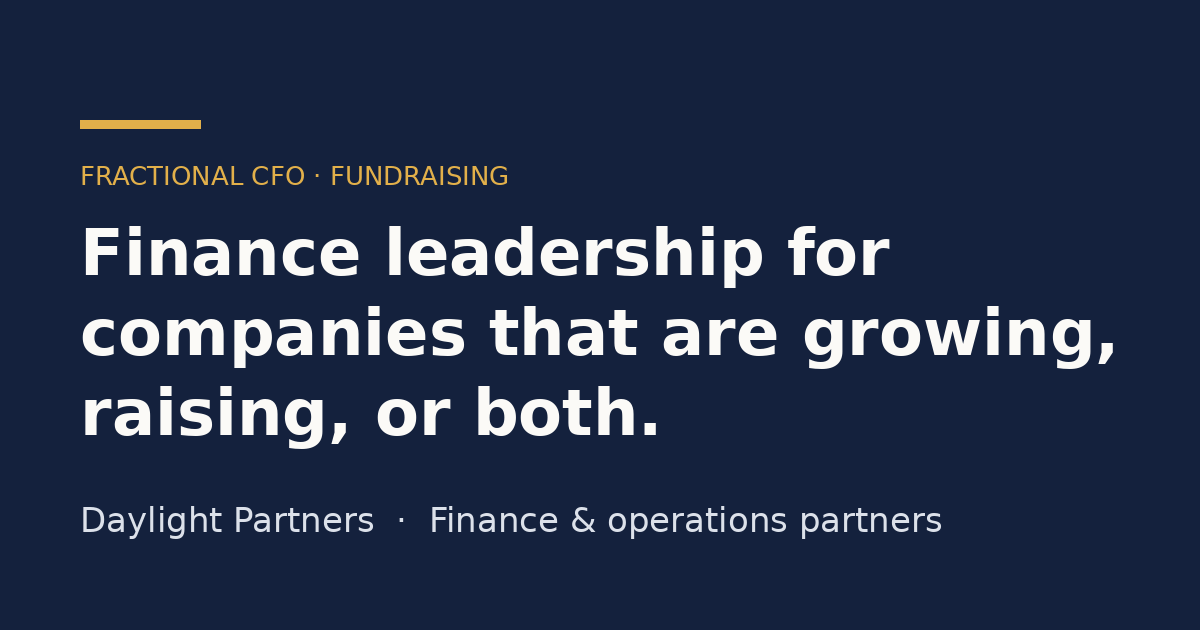 FRACTIONAL CFO · FUNDRAISING
Finance leadership for
companies that are growing,
raising, or both.
Daylight Partners · Finance & operations partners